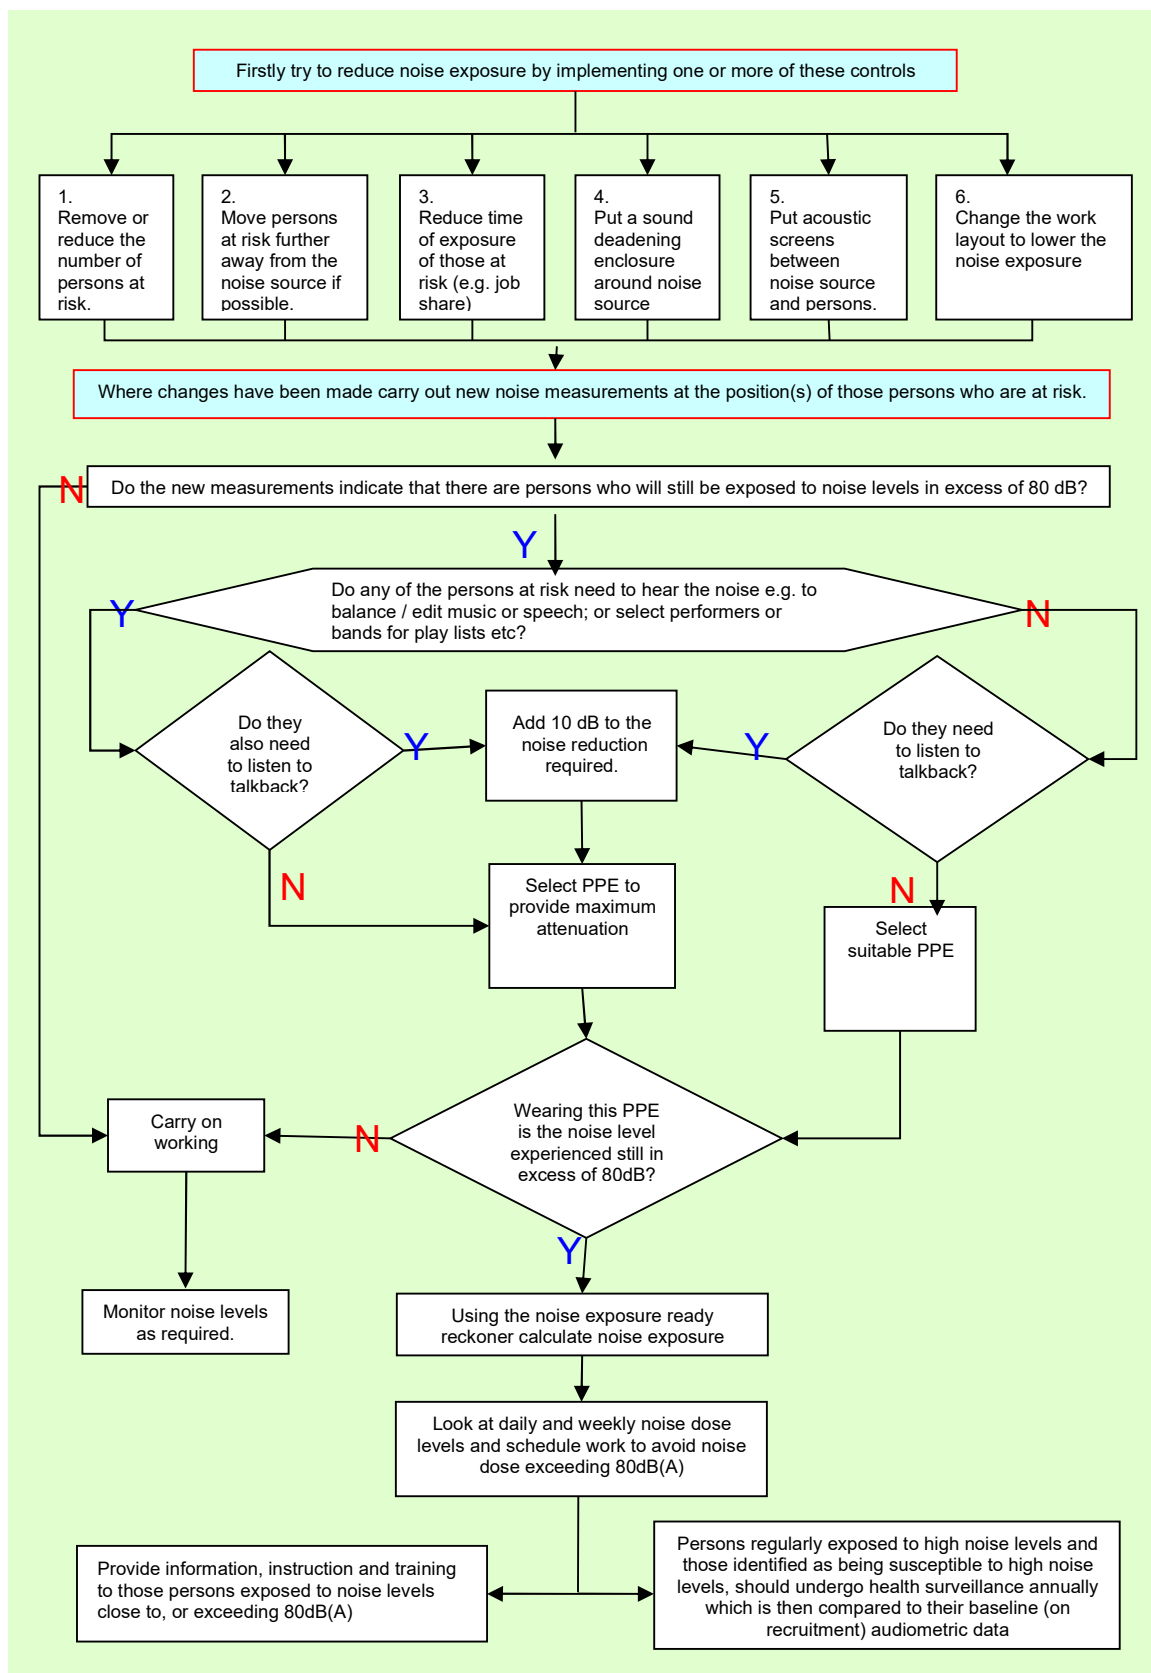 Firstly try to reduce noise exposure by implementing one or more of these controls
1.
Remove or
reduce the
number of
persons at
risk.
2.
Move persons
at risk further
away from the
noise source if
possible.
3.
Reduce time
of exposure
of those at
risk (e.g. job
share)
4.
Put a sound
deadening
enclosure
around noise
source
5.
Put acoustic
screens
between
noise source
and persons.
6.
Change the work
layout to lower the
noise exposure
Where changes have been made carry out new noise measurements at the position(s) of those persons who are at risk.
N
Do the new measurements indicate that there are persons who will still be exposed to noise levels in excess of 80 dB?
Y
Do any of the persons at risk need to hear the noise e.g. to
balance / edit music or speech; or select performers or
bands for play lists etc?
Y
N
Do they
also need
to listen to
talkback?
Y
Add 10 dB to the
noise reduction
required.
Y
Do they need
to listen to
talkback?
N
Select PPE to
provide maximum
attenuation
N
Select
suitable PPE
Carry on
working
N
Wearing this PPE
is the noise level
experienced still in
excess of 80dB?
Y
Monitor noise levels
as required.
Using the noise exposure ready
reckoner calculate noise exposure
Look at daily and weekly noise dose
levels and schedule work to avoid noise
dose exceeding 80dB(A)
Provide information, instruction and training
to those persons exposed to noise levels
close to, or exceeding 80dB(A)
Persons regularly exposed to high noise levels and
those identified as being susceptible to high noise
levels, should undergo health surveillance annually
which is then compared to their baseline (on
recruitment) audiometric data